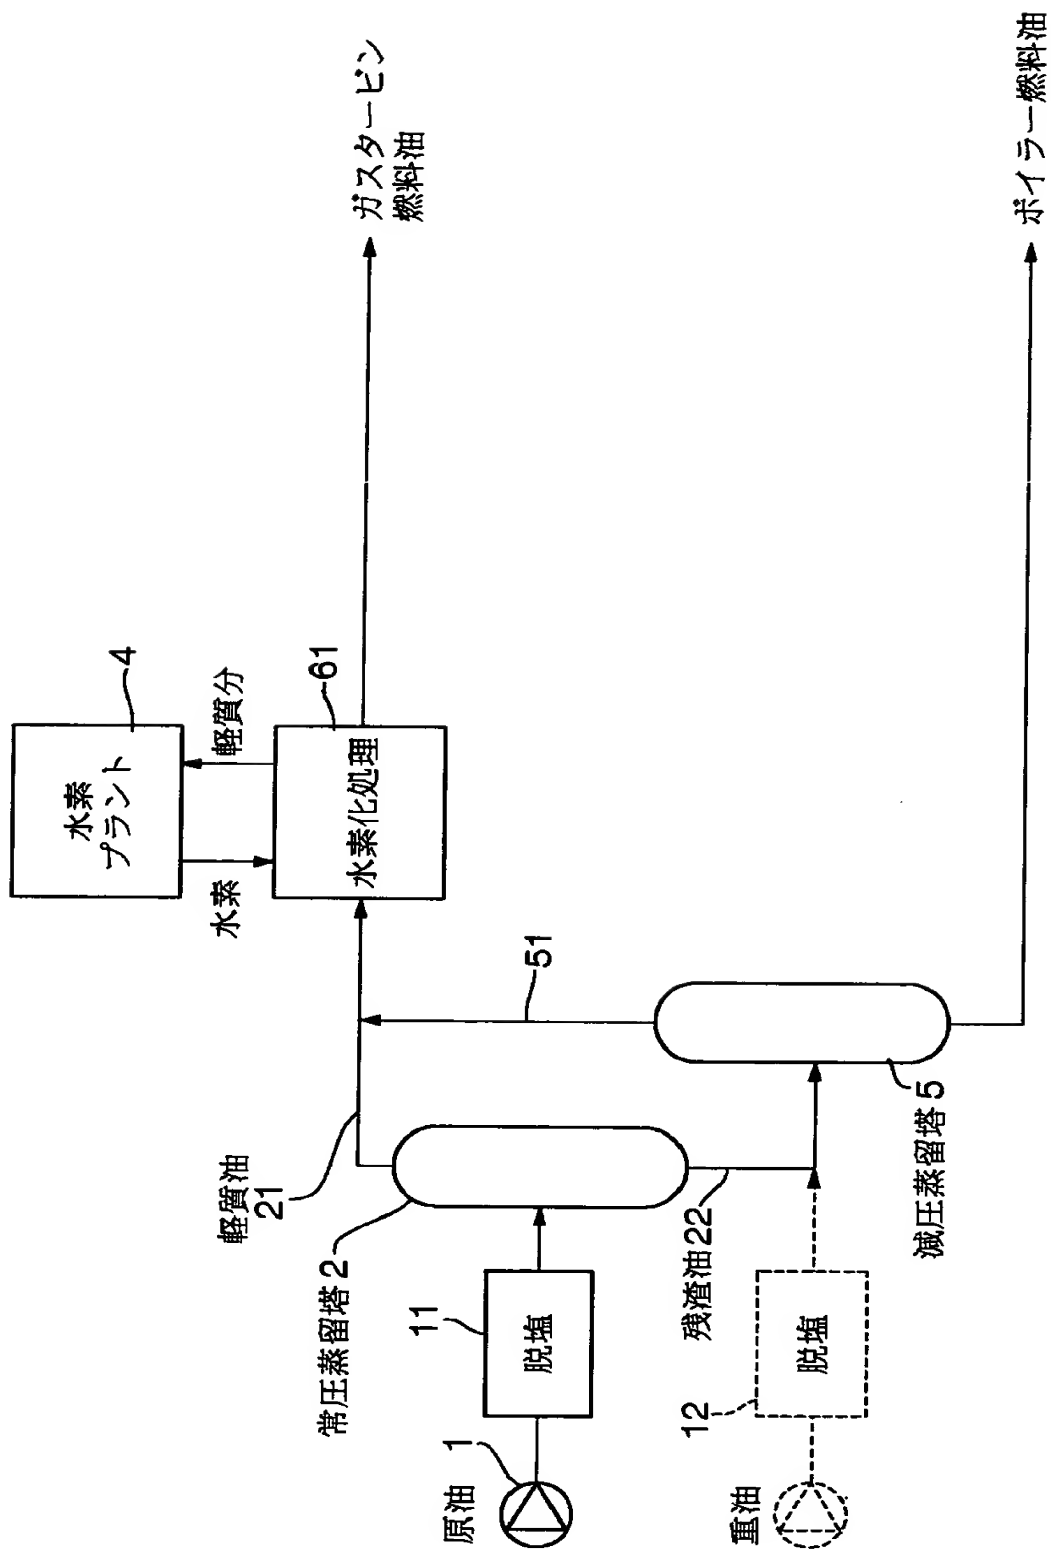 水素
プラント
4
水素
軽質分
水素化処理
61
ガスタービン
燃料油
軽質油
21
51
常圧蒸留塔2
11
脱塩
原油
1
残渣油22
減圧蒸留塔5
12
脱塩
重油
ボイラー燃料油